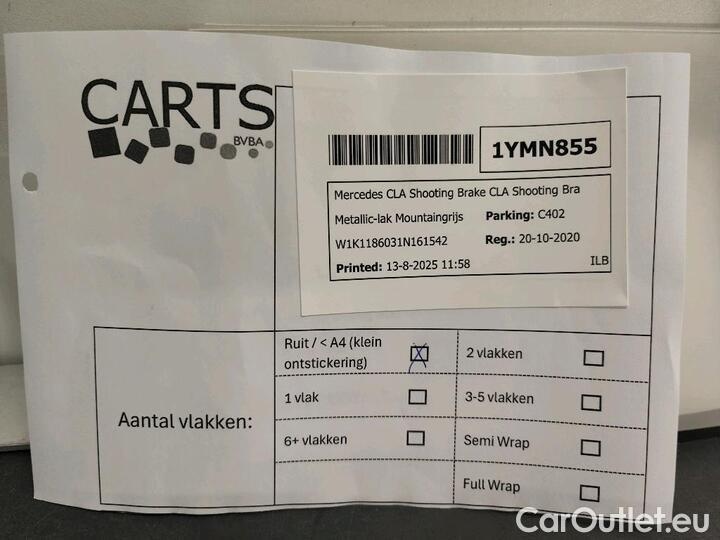 CARTS
BVBA
1YMN855
Mercedes CLA Shooting Brake CLA Shooting Bra
Metallic-lak Mountaingrijs Parking: C402
W1K1186031N161542 Reg.: 20-10-2020
Printed: 13-8-2025 11:58 ILB
Aantal vlakken:
Ruit / < A4 (klein
ontstickering)
2 vlakken
1 vlak
3-5 vlakken
6+ vlakken
Semi Wrap
Full Wrap
CarOutlet.eu